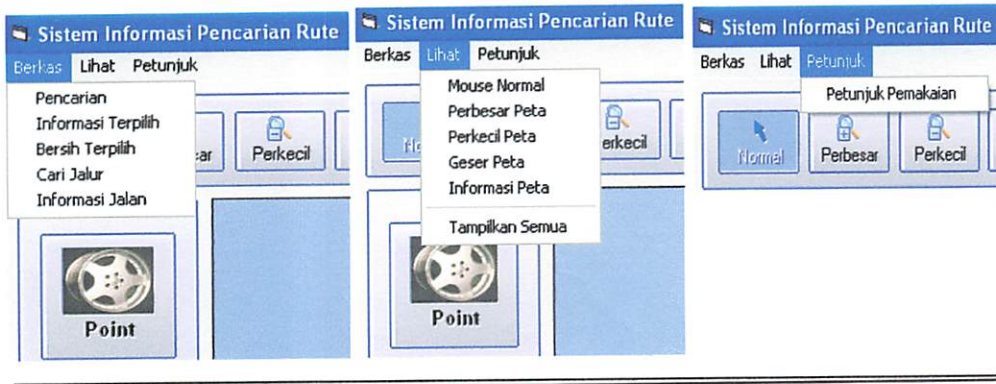 Sistem Informasi Pencarian Rute
Berkas Lihat Petunjuk
Pencarian
Informasi Terpilih
Bersih Terpilih
Cari Jalur
Informasi Jalan
Perkecil
Point
Sistem Informasi Pencarian Rute
Berkas Lihat Petunjuk
Mouse Normal
Perbesar Peta
Perkecil Peta
Geser Peta
Informasi Peta
Tampilkan Semua
Point
Sistem Informasi Pencarian Rute
Berkas Lihat Petunjuk
Petunjuk Pemakaian
Normal Perbesar Perkecil